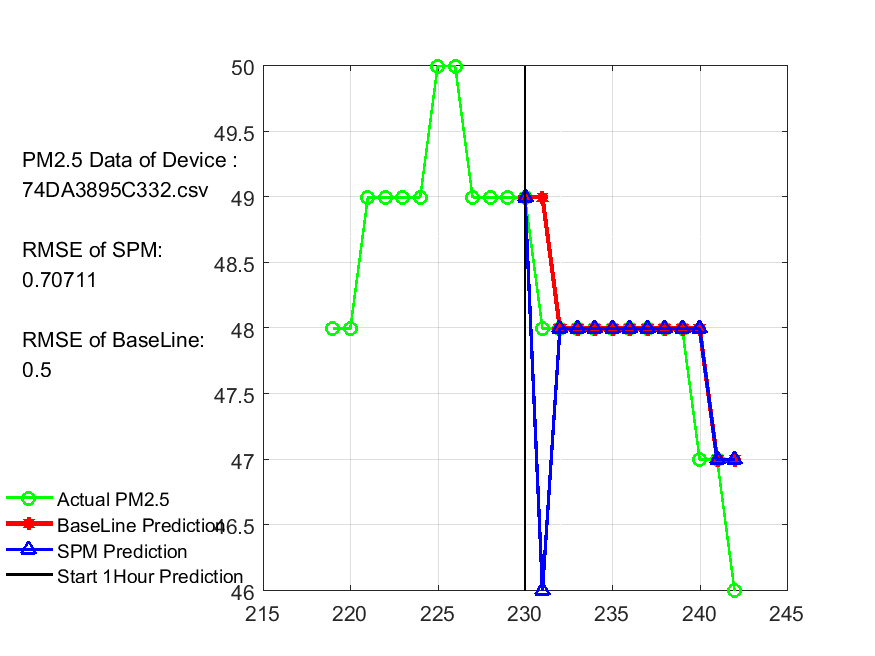 PM2.5 Data of Device :
74DA3895C332.csv
RMSE of SPM:
0.70711
RMSE of BaseLine:
0.5
Actual PM2.5
BaseLine Prediction
SPM Prediction
Start 1Hour Prediction
50
49.5
49
48.5
48
47.5
47
46.5
46
215 220 225 230 235 240 245